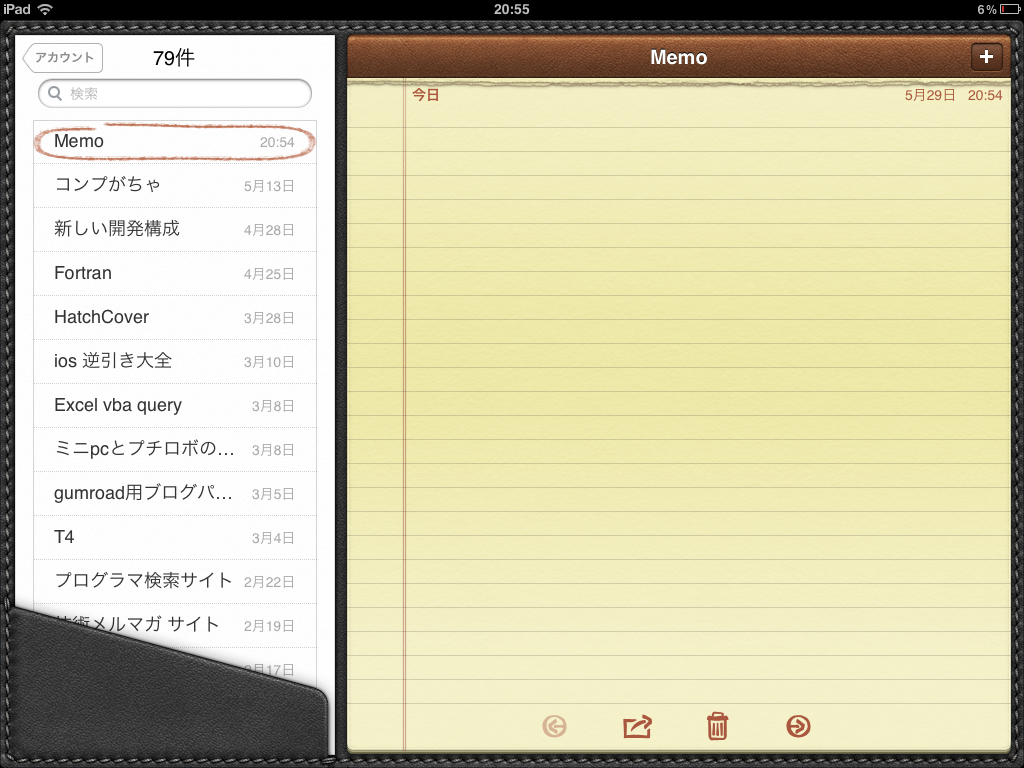 iPad 20:55 6%
アカウント 79件
検索
Memo 20:54
コンプがちゃ 5月13日
新しい開発構成 4月28日
Fortran 4月25日
HatchCover 3月28日
ios 逆引き大全 3月10日
Excel vba query 3月8日
ミニpcとプチロボの... 3月8日
gumroad用ブログパ... 3月5日
T4 3月4日
プログラマ検索サイト 2月22日
技術メルマガ サイト 2月19日
2月17日
Memo +
今日 5月29日 20:54